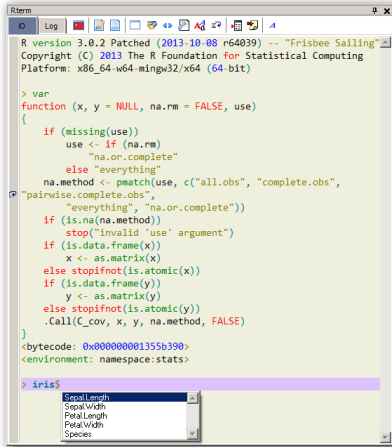 Rterm
IO Log
R version 3.0.2 Patched (2013-10-08 r64039) -- "Frisbee Sailing"
Copyright (C) 2013 The R Foundation for Statistical Computing
Platform: x86_64-w64-mingw32/x64 (64-bit)
> var
function (x, y = NULL, na.rm = FALSE, use)
{
    if (missing(use))
        use <- if (na.rm)
            "na.or.complete"
        else "everything"
    na.method <- pmatch(use, c("all.obs", "complete.obs",
"pairwise.complete.obs",
        "everything", "na.or.complete"))
    if (is.na(na.method))
        stop("invalid 'use' argument")
    if (is.data.frame(x))
        x <- as.matrix(x)
    else stopifnot(is.atomic(x))
    if (is.data.frame(y))
        y <- as.matrix(y)
    else stopifnot(is.atomic(y))
    .Call(C_cov, x, y, na.method, FALSE)
}
<bytecode: 0x000000001355b390>
<environment: namespace:stats>
> iris$
Sepal.Length
Sepal.Width
Petal.Length
Petal.Width
Species